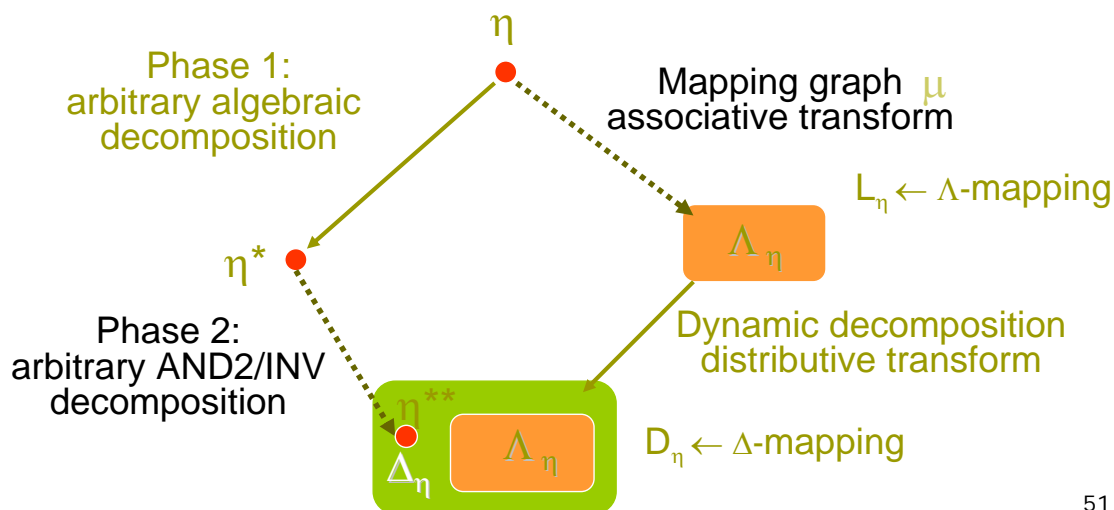 η
Phase 1:
arbitrary algebraic
decomposition
Mapping graph μ
associative transform
L_η ← Λ-mapping
Λ_η
η*
Phase 2:
arbitrary AND2/INV
decomposition
Dynamic decomposition
distributive transform
η**
Δ_η
Λ_η
D_η ← Δ-mapping
51